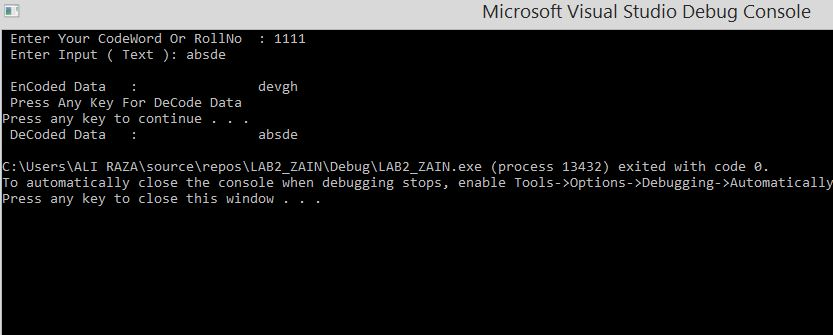 Microsoft Visual Studio Debug Console
Enter Your CodeWord Or RollNo  : 1111
Enter Input ( Text ): absde
EnCoded Data   :               devgh
Press Any Key For DeCode Data
Press any key to continue . . .
DeCoded Data   :               absde
C:\Users\ALI RAZA\source\repos\LAB2_ZAIN\Debug\LAB2_ZAIN.exe (process 13432) exited with code 0.
To automatically close the console when debugging stops, enable Tools->Options->Debugging->Automatically
Press any key to close this window . . .